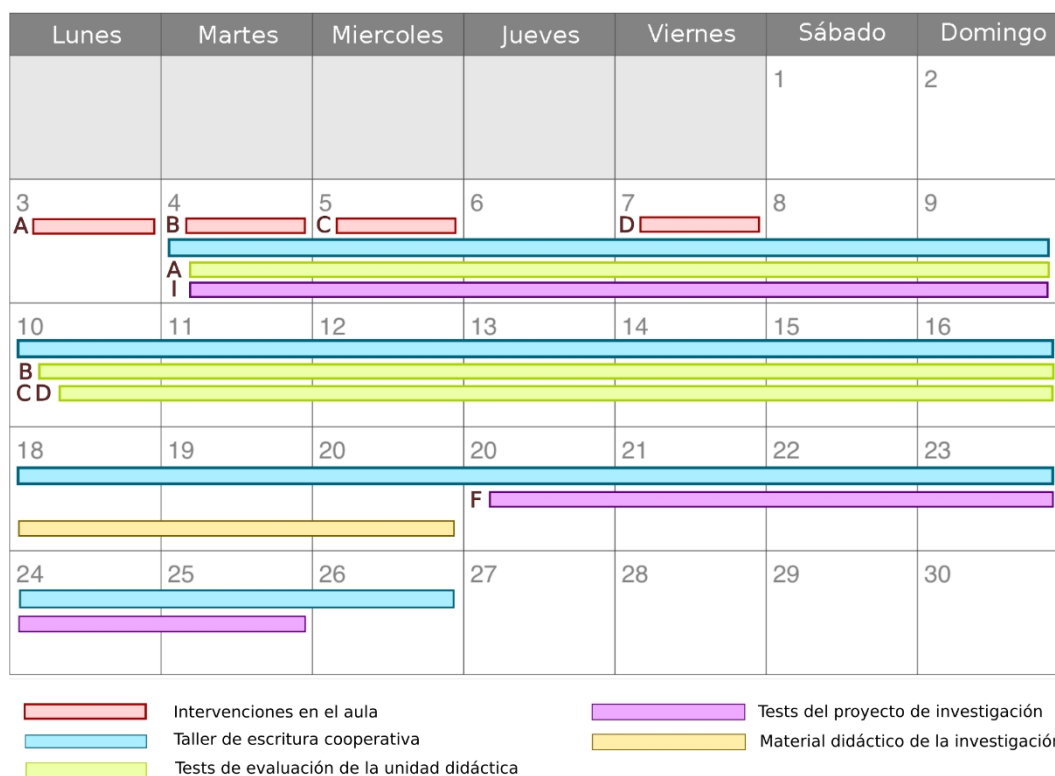 Lunes Martes Miercoles Jueves Viernes Sábado Domingo
1 2
3 4 5 6 7 8 9
A B C D
A
I
10 11 12 13 14 15 16
B
C D
18 19 20 20 21 22 23
F
24 25 26 27 28 29 30
Intervenciones en el aula
Taller de escritura cooperativa
Tests de evaluación de la unidad didáctica
Tests del proyecto de investigación
Material didáctico de la investigación